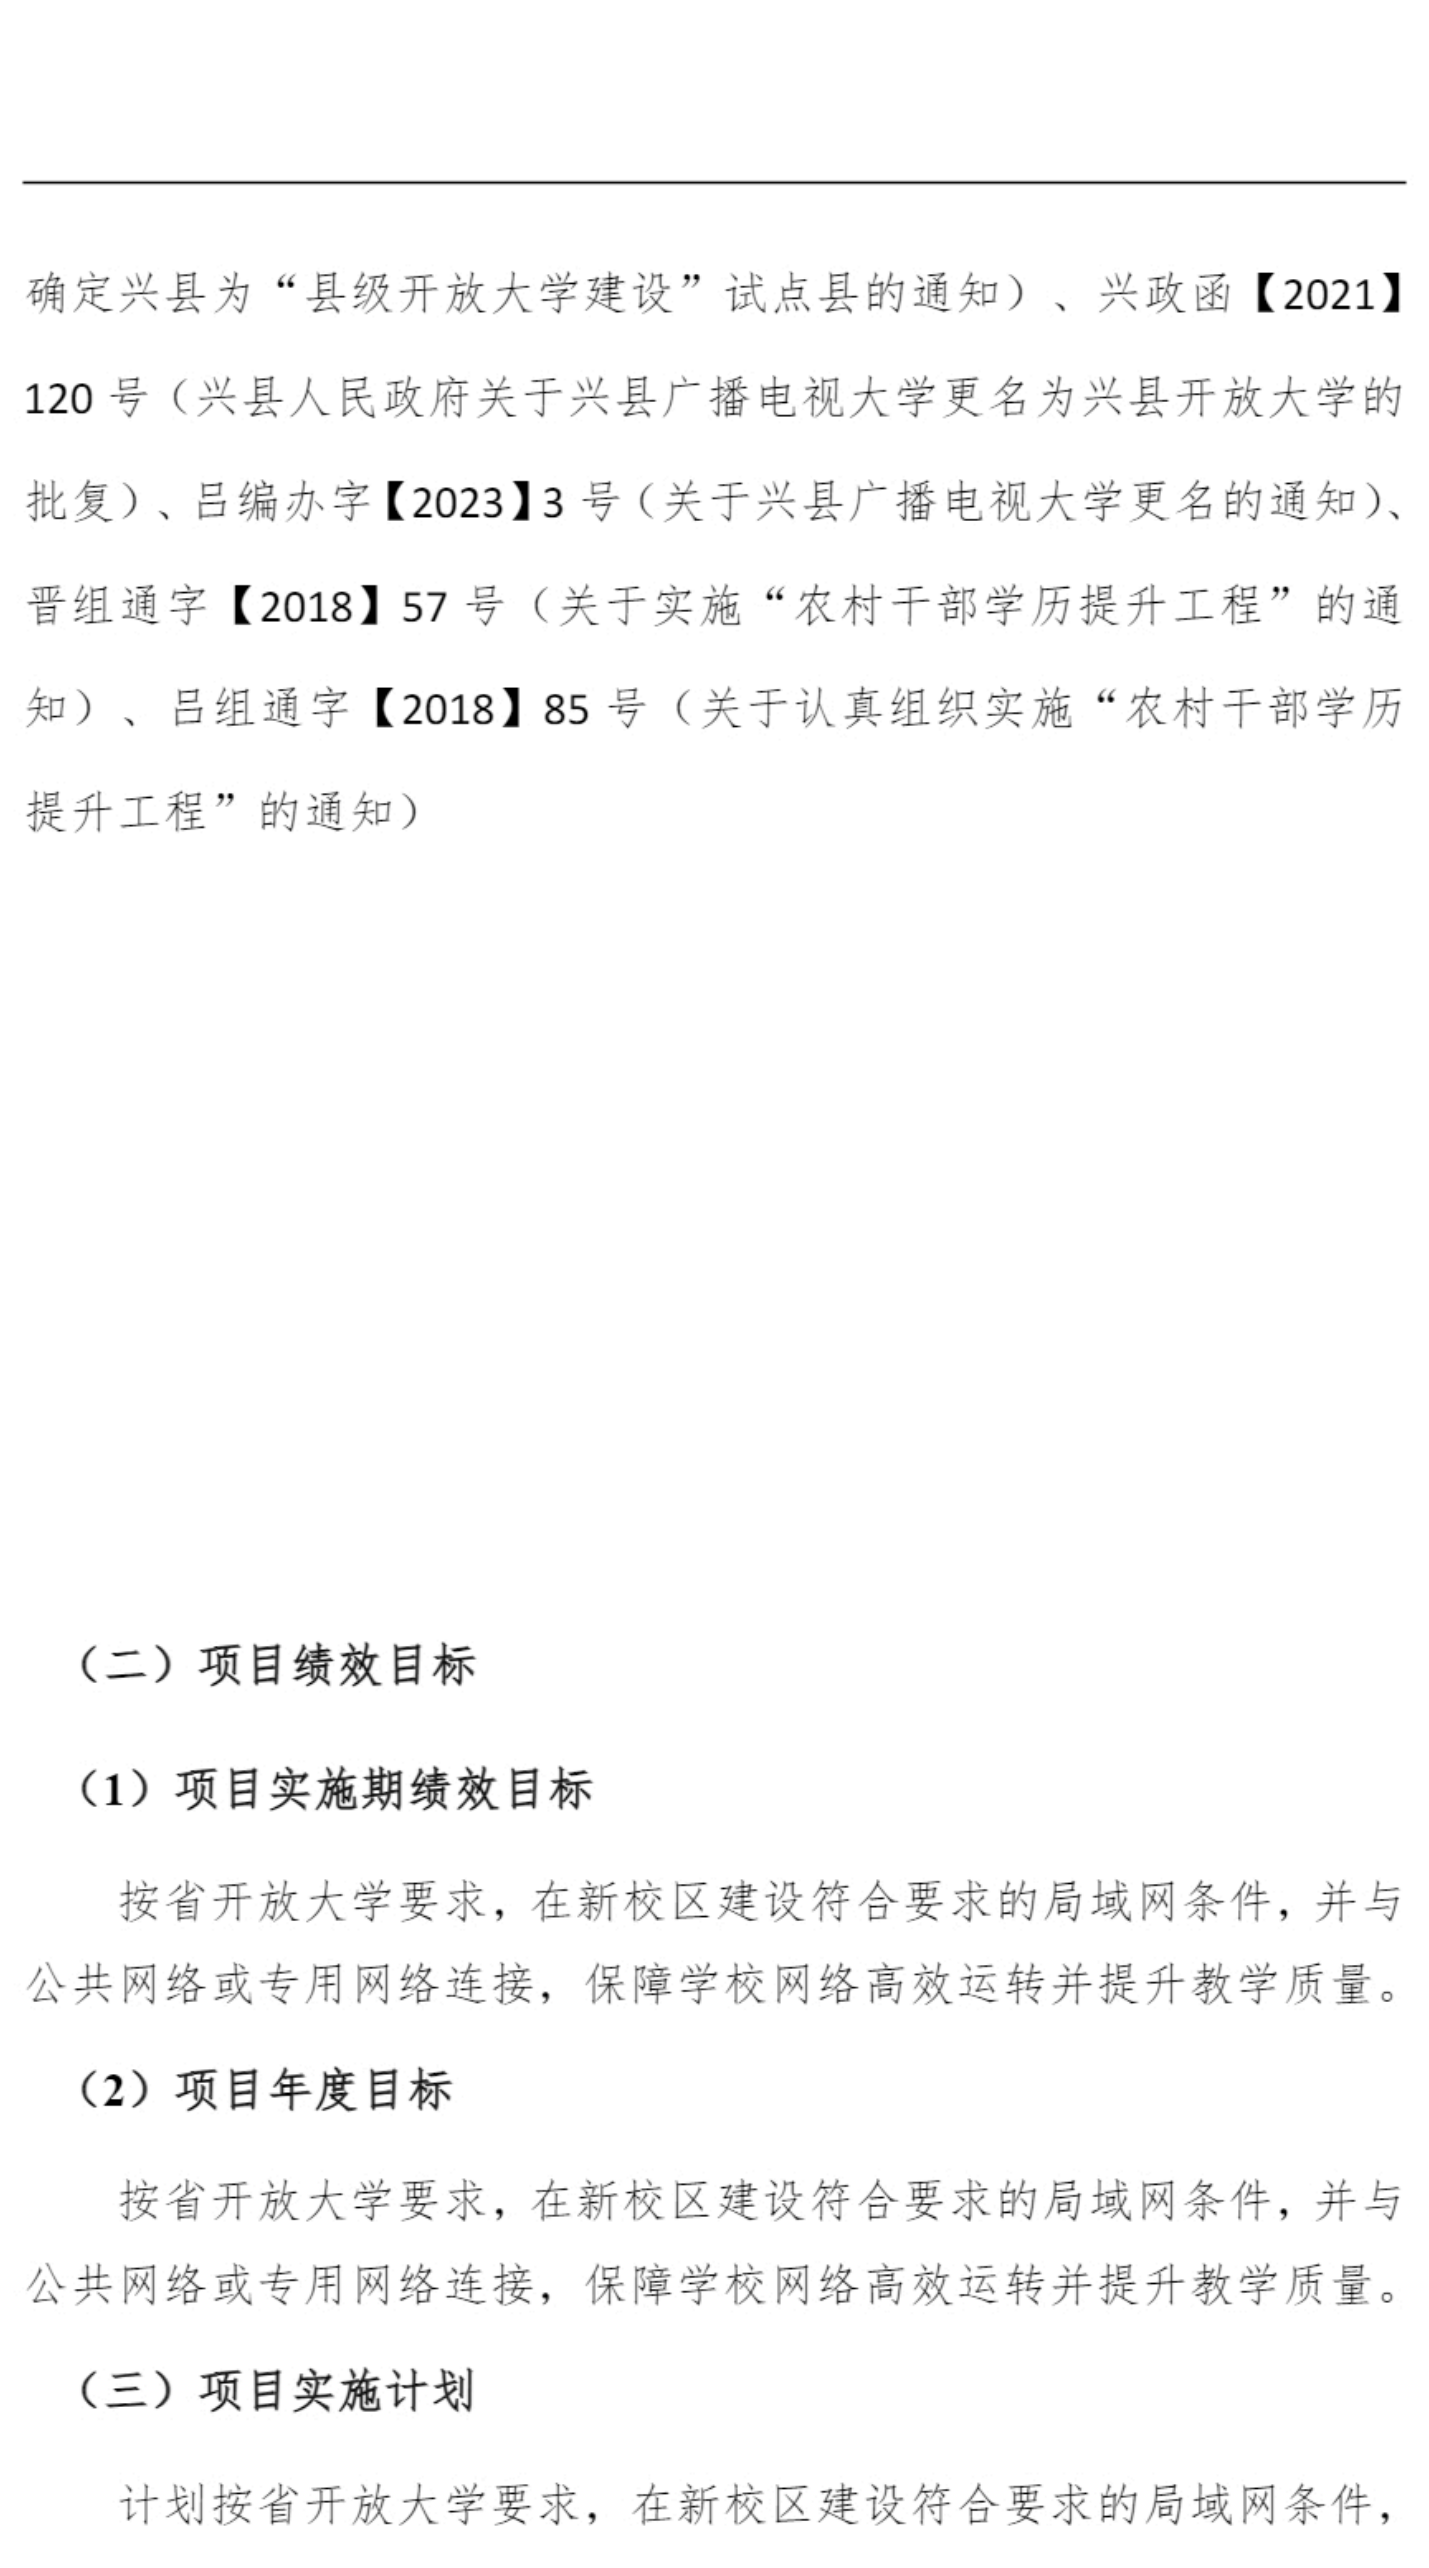 确定兴县为“县级开放大学建设”试点县的通知）、兴政函【2021】
120 号（兴县人民政府关于兴县广播电视大学更名为兴县开放大学的
批复）、吕编办字【2023】3 号（关于兴县广播电视大学更名的通知）、
晋组通字【2018】57 号（关于实施“农村干部学历提升工程”的通
知）、吕组通字【2018】85 号（关于认真组织实施“农村干部学历
提升工程”的通知）
（二）项目绩效目标
（1）项目实施期绩效目标
按省开放大学要求，在新校区建设符合要求的局域网条件，并与
公共网络或专用网络连接，保障学校网络高效运转并提升教学质量。
（2）项目年度目标
按省开放大学要求，在新校区建设符合要求的局域网条件，并与
公共网络或专用网络连接，保障学校网络高效运转并提升教学质量。
（三）项目实施计划
计划按省开放大学要求，在新校区建设符合要求的局域网条件，